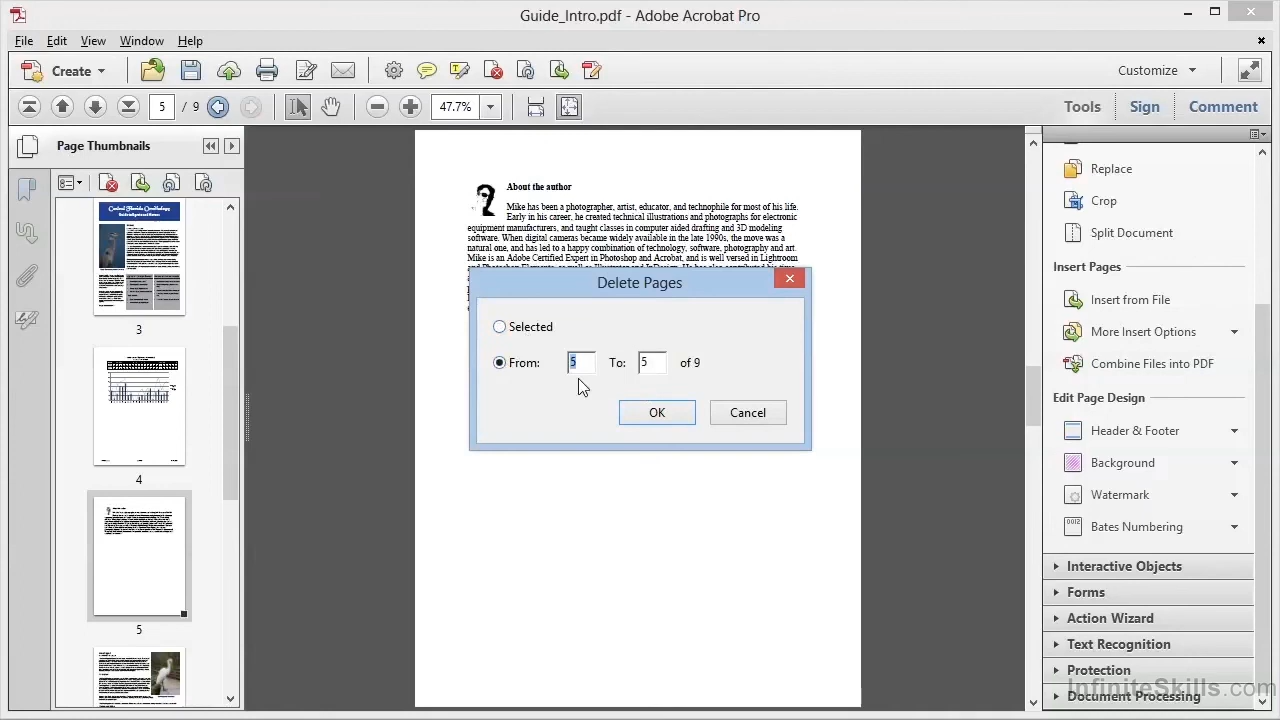 Guide_Intro.pdf - Adobe Acrobat Pro
File Edit View Window Help
Create
Customize
5 / 9
47.7%
Tools Sign Comment
Page Thumbnails
3
4
5
About the author
Mike has been a photographer, artist, educator, and technophile for most of his life.
Early in his career, he created technical illustrations and photographs for electronic
equipment manufacturers, and taught classes in computer aided drafting and 3D modeling
software. When digital cameras became widely available in the late 1990s, the move was a
natural one, and has led to a happy combination of technology, software, photography and art.
Mike is an Adobe Certified Expert in Photoshop and Acrobat, and is well versed in Lightroom
Delete Pages
Selected
From: 5 To: 5 of 9
OK Cancel
Replace
Crop
Split Document
Insert Pages
Insert from File
More Insert Options
Combine Files into PDF
Edit Page Design
Header & Footer
Background
Watermark
Bates Numbering
Interactive Objects
Forms
Action Wizard
Text Recognition
Protection
Document Processing
InfiniteSkills.com